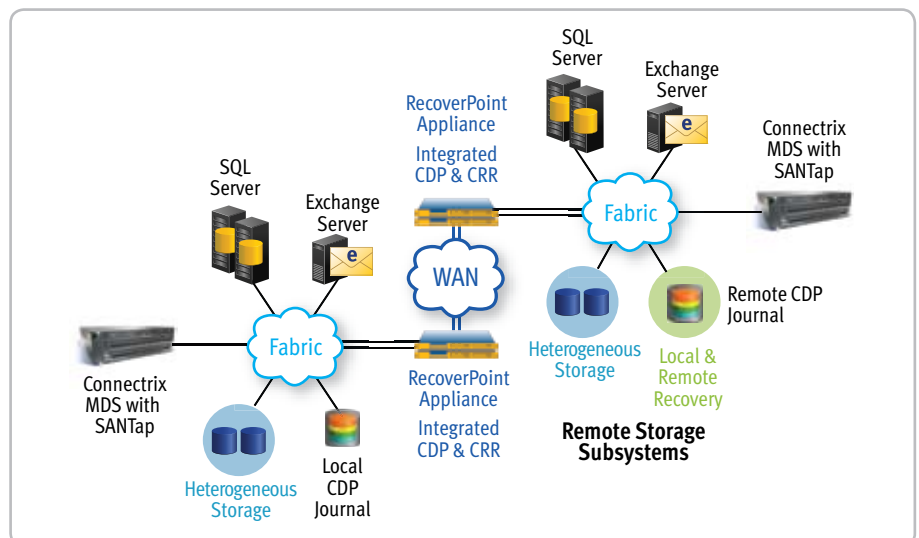 SQL
Server
Exchange
Server
e
RecoverPoint
Appliance
Integrated
CDP & CRR
Connectrix
MDS with
SANTap
Fabric
SQL
Server
Exchange
Server
e
WAN
Heterogeneous
Storage
Remote CDP
Journal
Local &
Remote
Recovery
Remote Storage
Subsystems
Fabric
Connectrix
MDS with
SANTap
RecoverPoint
Appliance
Integrated
CDP & CRR
Heterogeneous
Storage
Local
CDP
Journal